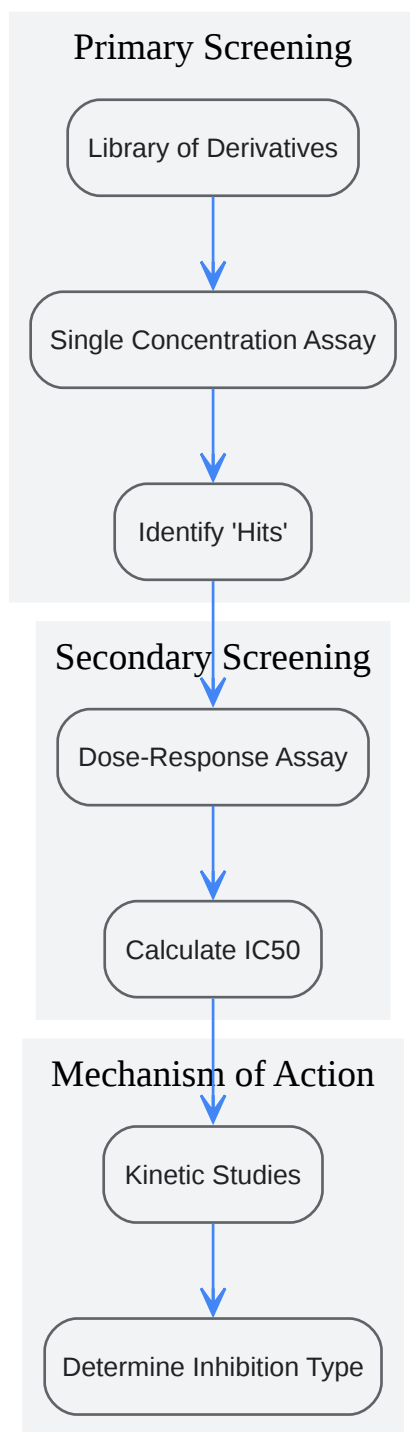 Primary Screening
Library of Derivatives
Single Concentration Assay
Identify 'Hits'
Secondary Screening
Dose-Response Assay
Calculate IC50
Mechanism of Action
Kinetic Studies
Determine Inhibition Type